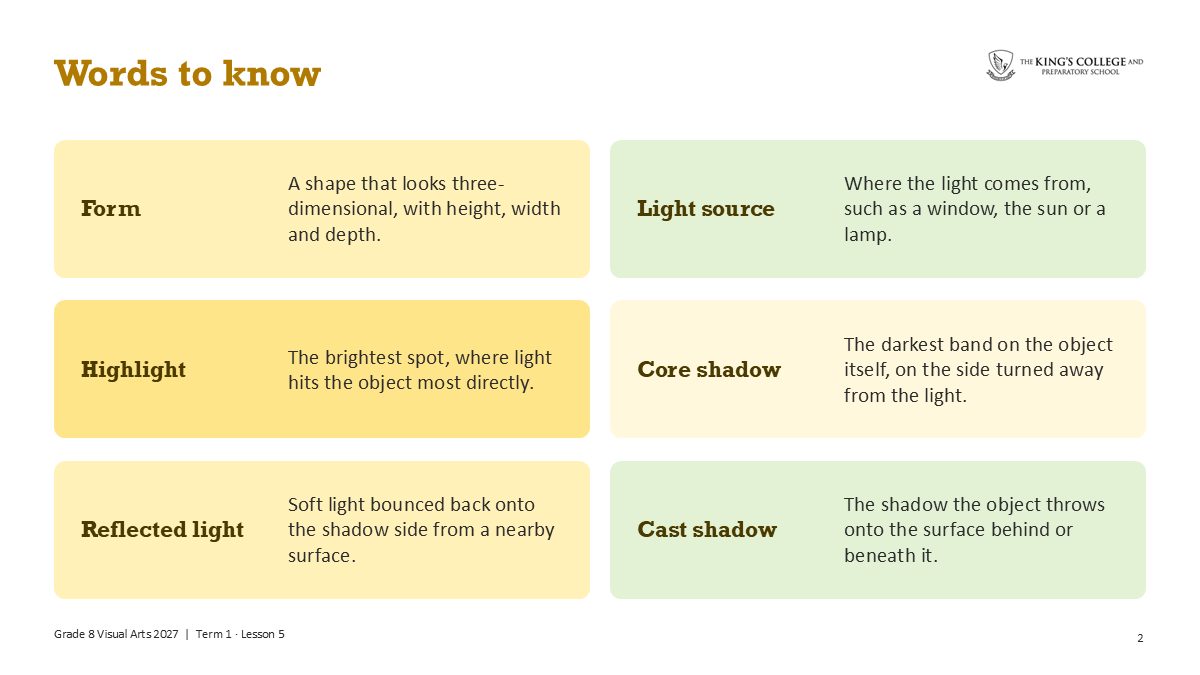 Words to know
THE KING'S COLLEGE AND
PREPARATORY SCHOOL
Form
A shape that looks three-
dimensional, with height, width
and depth.
Light source
Where the light comes from,
such as a window, the sun or a
lamp.
Highlight
The brightest spot, where light
hits the object most directly.
Core shadow
The darkest band on the object
itself, on the side turned away
from the light.
Reflected light
Soft light bounced back onto
the shadow side from a nearby
surface.
Cast shadow
The shadow the object throws
onto the surface behind or
beneath it.
Grade 8 Visual Arts 2027 | Term 1 · Lesson 5
2